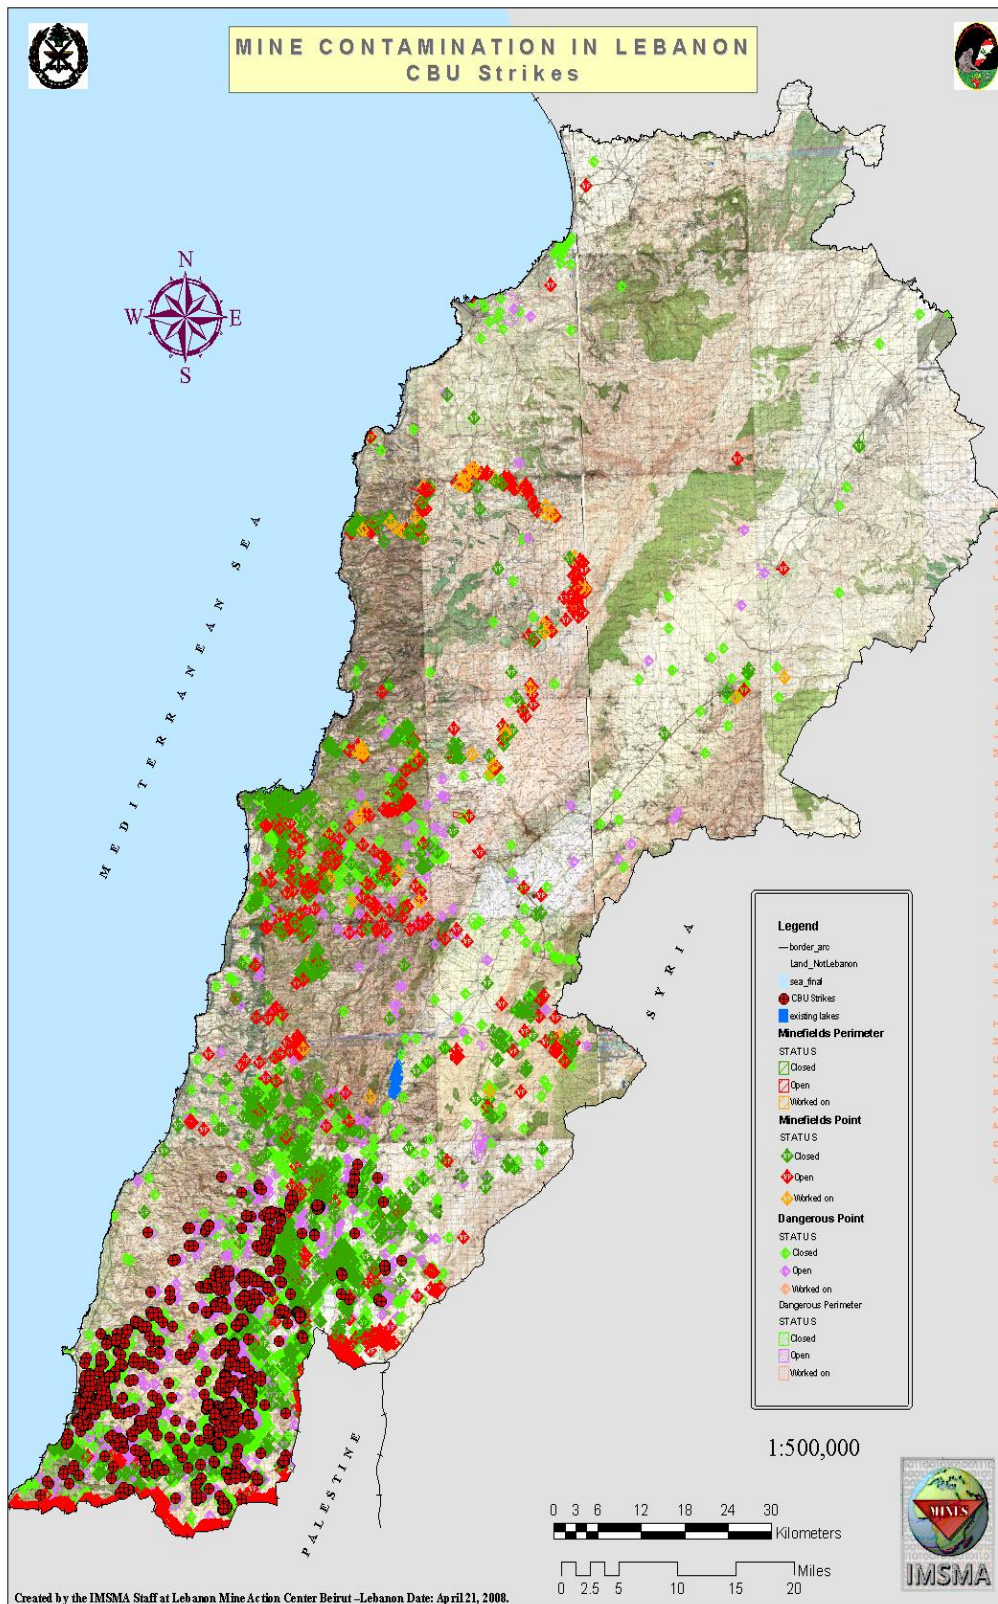 MINE CONTAMINATION IN LEBANON
CBU Strikes
N
W E
S
MEDITERRANEAN SEA
SYRIA
PALESTINE
Legend
border_arc
Land_NotLebanon
sea_final
CBU Strikes
existing lakes
Minefields Perimeter
STATUS
Closed
Open
Worked on
Minefields Point
STATUS
Closed
Open
Worked on
Dangerous Point
STATUS
Closed
Open
Worked on
Dangerous Perimeter
STATUS
Closed
Open
Worked on
1:500,000
0 3 6 12 18 24 30
Kilometers
Miles
0 2.5 5 10 15 20
MINES
IMSMA
Created by the IMSMA Staff at Lebanon Mine Action Center Beirut –Lebanon Date: April 21, 2008.